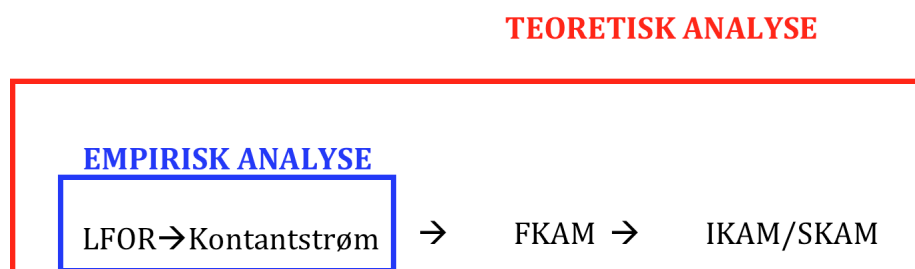 TEORETISK ANALYSE
EMPIRISK ANALYSE
LFOR→Kontantstrøm → FKAM → IKAM/SKAM